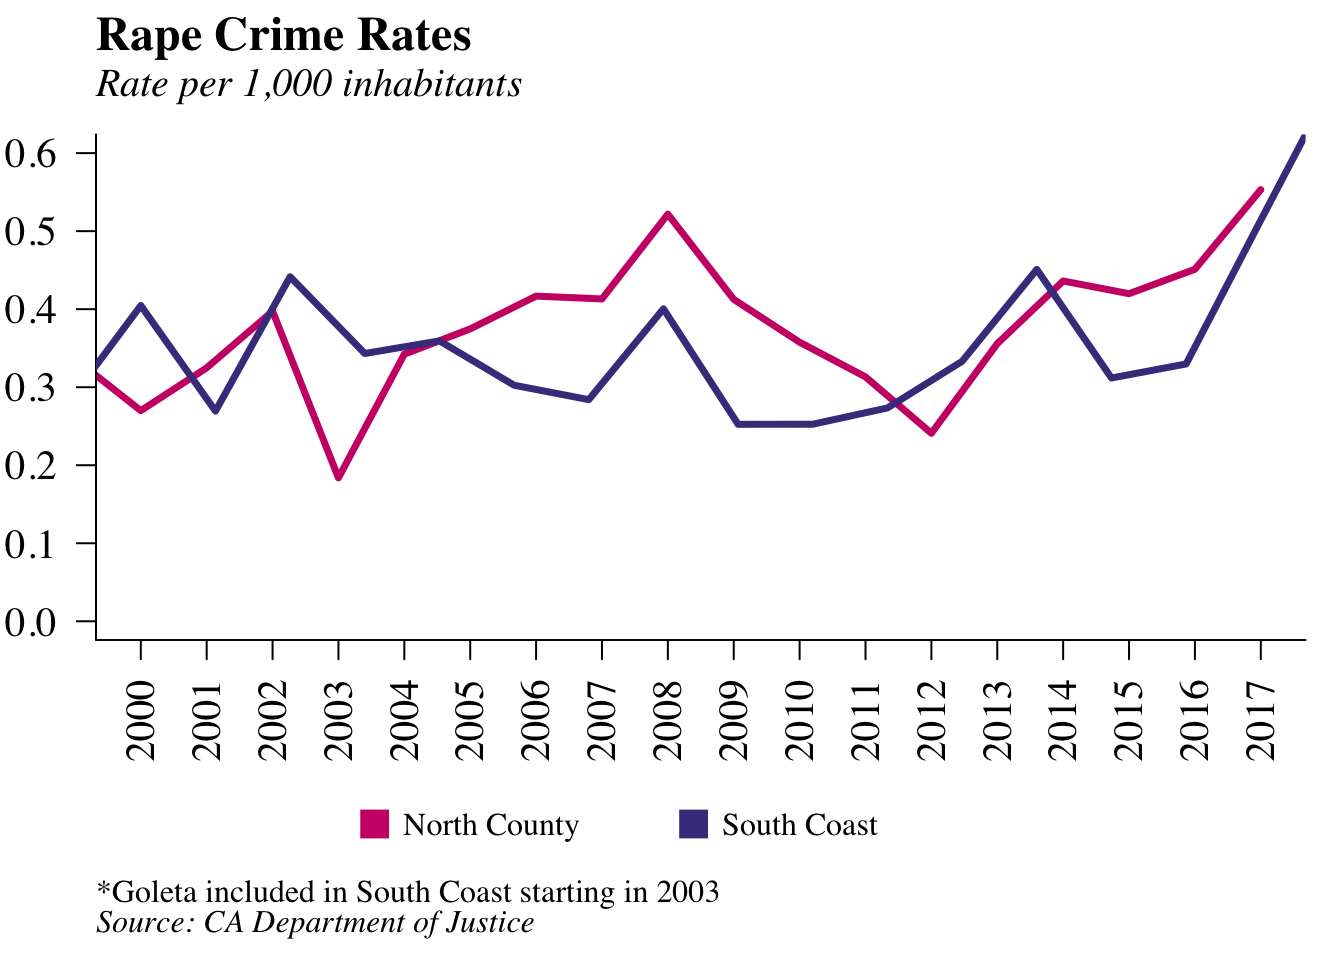 Rape Crime Rates
Rate per 1,000 inhabitants
0.6
0.5
0.4
0.3
0.2
0.1
0.0
2000 2001 2002 2003 2004 2005 2006 2007 2008 2009 2010 2011 2012 2013 2014 2015 2016 2017
North County South Coast
*Goleta included in South Coast starting in 2003
Source: CA Department of Justice